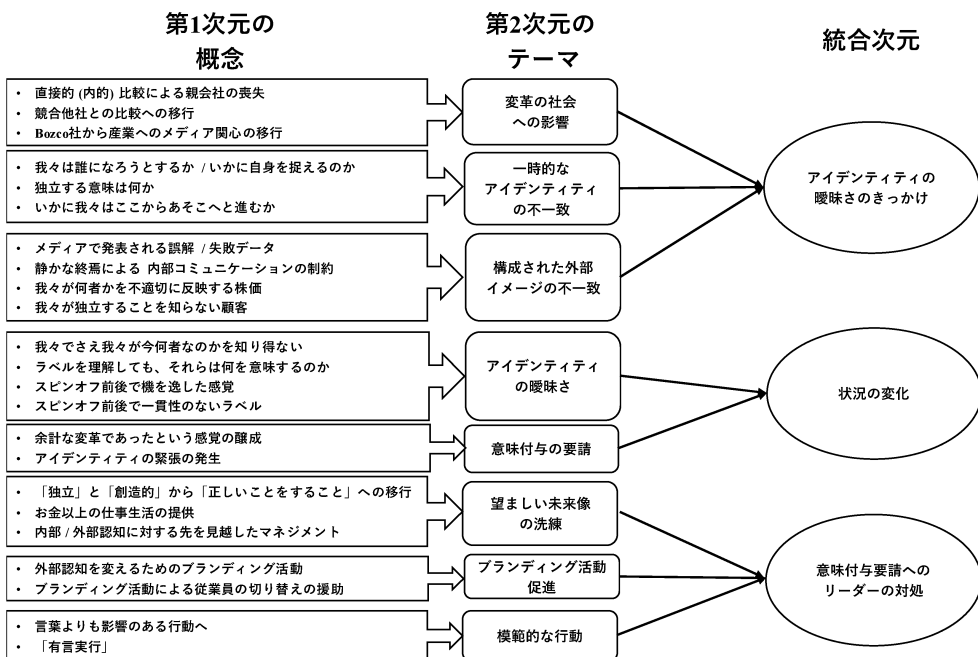 第1次元の
概念
第2次元の
テーマ
統合次元
・ 直接的 (内的) 比較による親会社の喪失
・ 競合他社との比較への移行
・ Bozco社から産業へのメディア関心の移行
変革の社会
への影響
・ 我々は誰になろうとするか / いかに自身を捉えるのか
・ 独立する意味は何か
・ いかに我々はここからあそこへと進むか
一時的な
アイデンティティ
の不一致
・ メディアで発表される誤解 / 失敗データ
・ 静かな終焉による 内部コミュニケーションの制約
・ 我々が何者かを不適切に反映する株価
・ 我々が独立することを知らない顧客
構成された外部
イメージの不一致
アイデンティティの
曖昧さのきっかけ
・ 我々でさえ我々が今何者なのかを知り得ない
・ ラベルを理解しても、それらは何を意味するのか
・ スピンオフ前後で機を逸した感覚
・ スピンオフ前後で一貫性のないラベル
アイデンティティ
の曖昧さ
・ 余計な変革であったという感覚の醸成
・ アイデンティティの緊張の発生
意味付与の要請
状況の変化
・ 「独立」と「創造的」から「正しいことをすること」への移行
・ お金以上の仕事生活の提供
・ 内部 / 外部認知に対する先を見越したマネジメント
望ましい未来像
の洗練
・ 外部認知を変えるためのブランディング活動
・ ブランディング活動による従業員の切り替えの援助
ブランディング活動
促進
・ 言葉よりも影響のある行動へ
・ 「有言実行」
模範的な行動
意味付与要請への
リーダーの対処